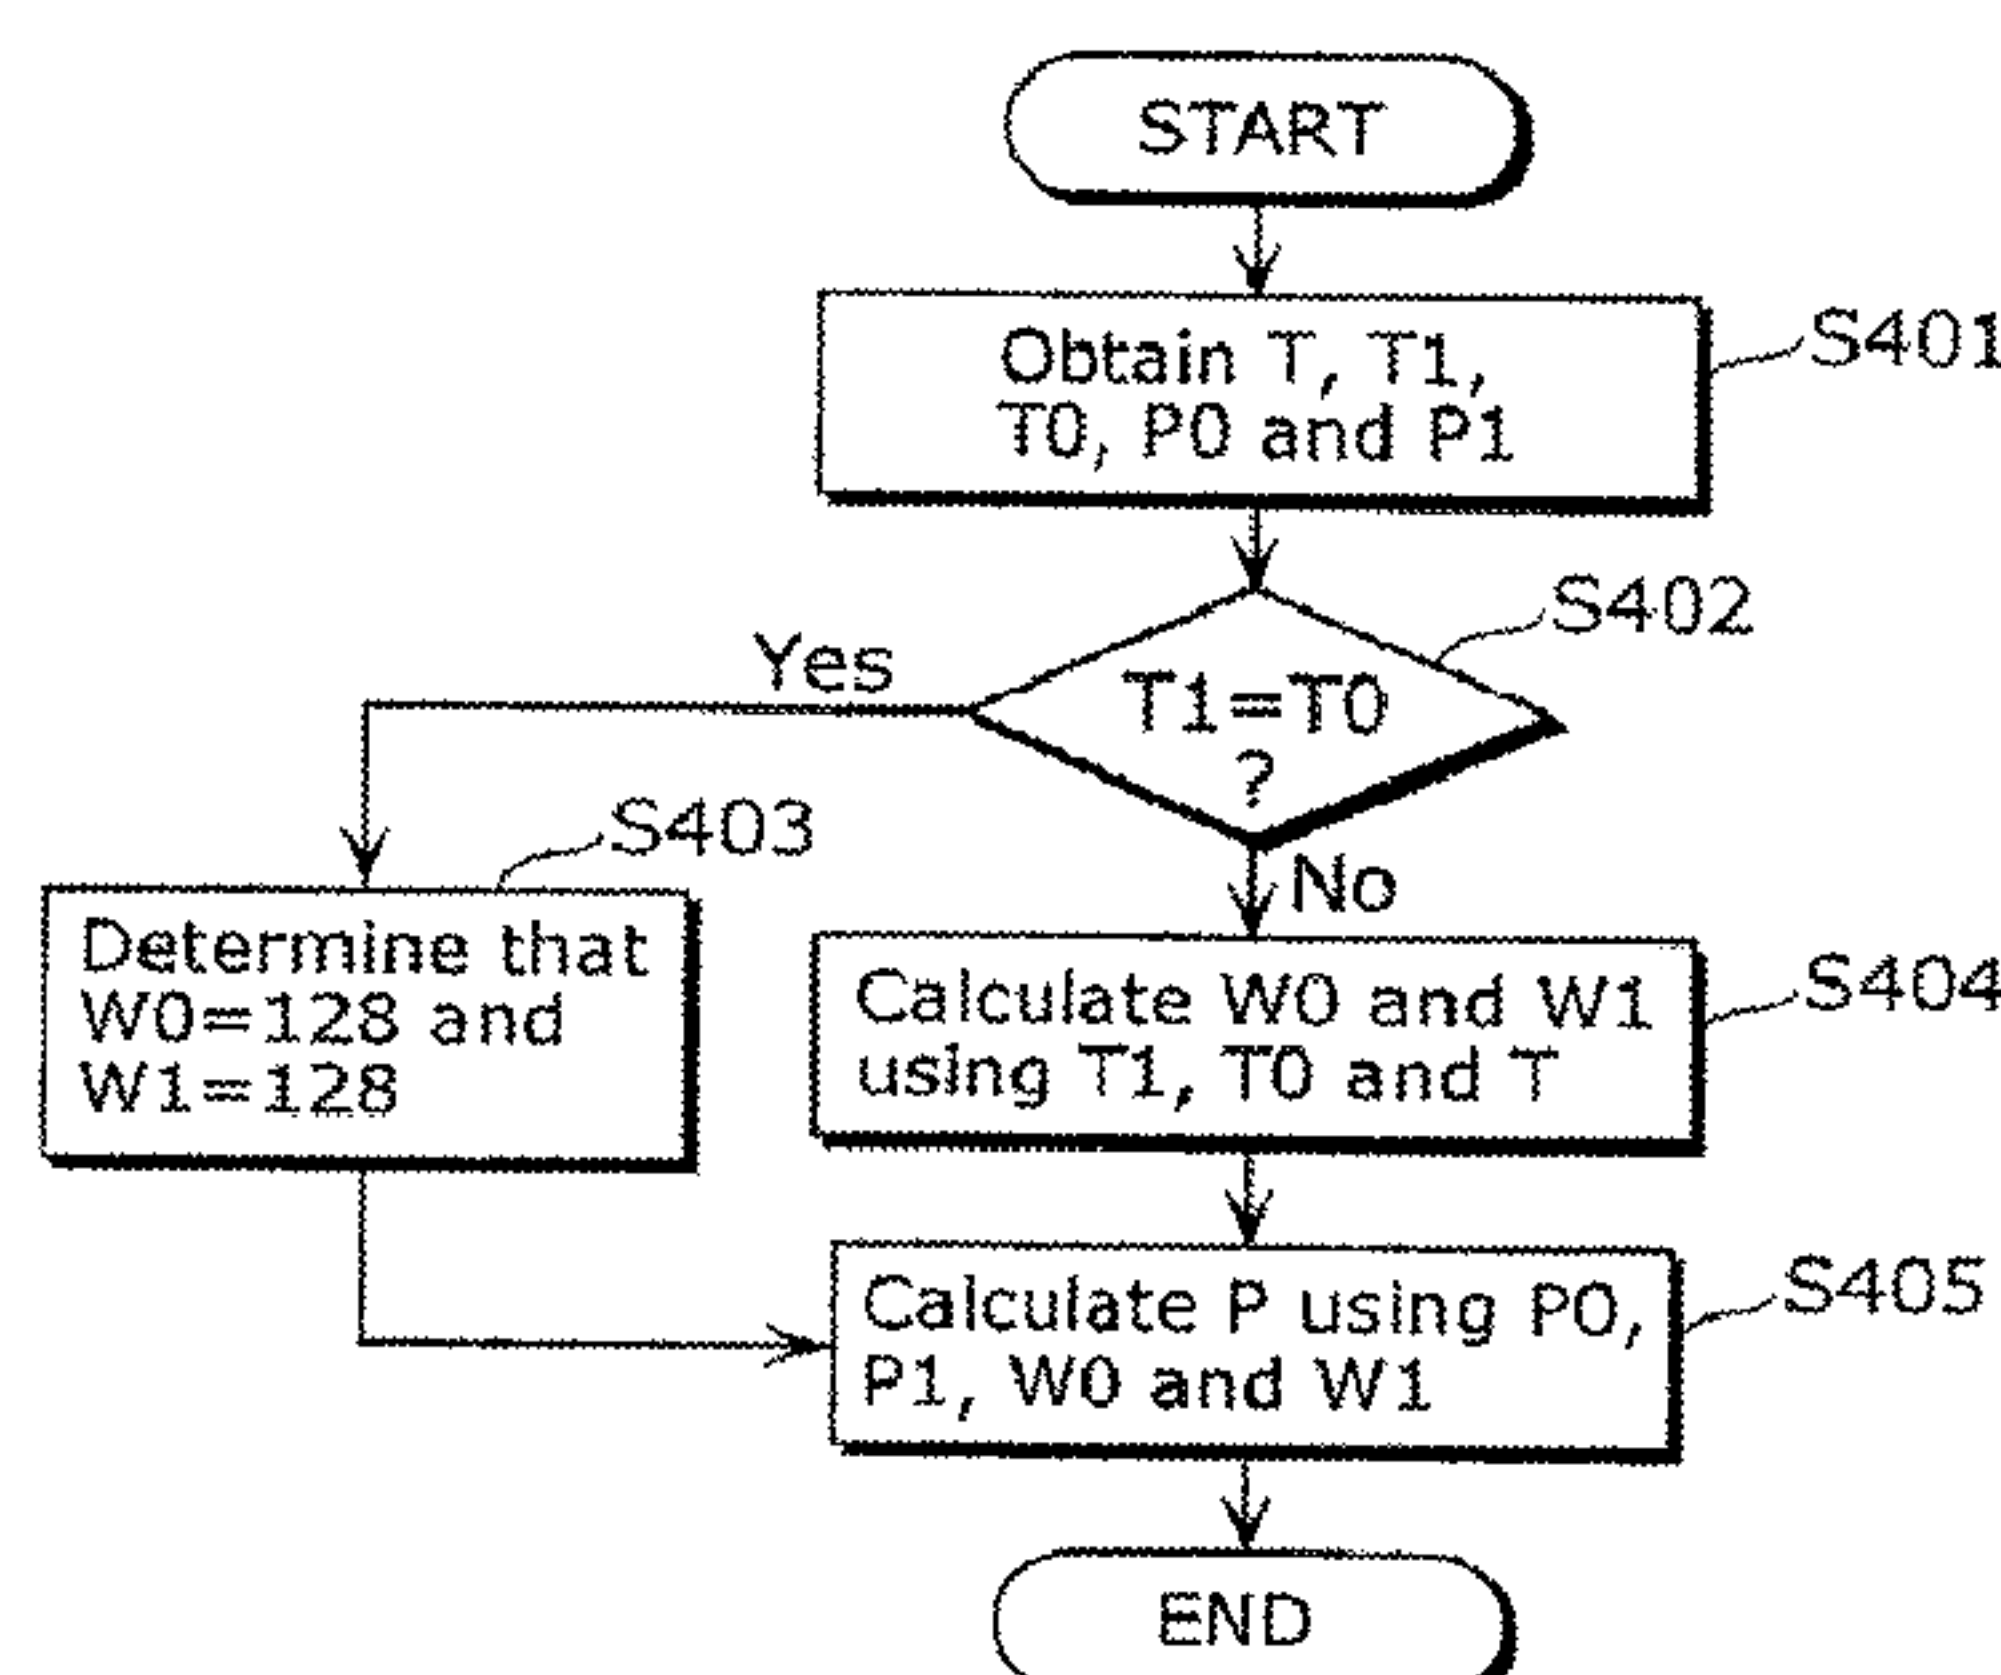 START
Obtain T, T1,
T0, P0 and P1
S401
S402
T1=T0
?
Yes
No
S403
Determine that
W0=128 and
W1=128
Calculate W0 and W1
using T1, T0 and T
S404
Calculate P using P0,
P1, W0 and W1
S405
END